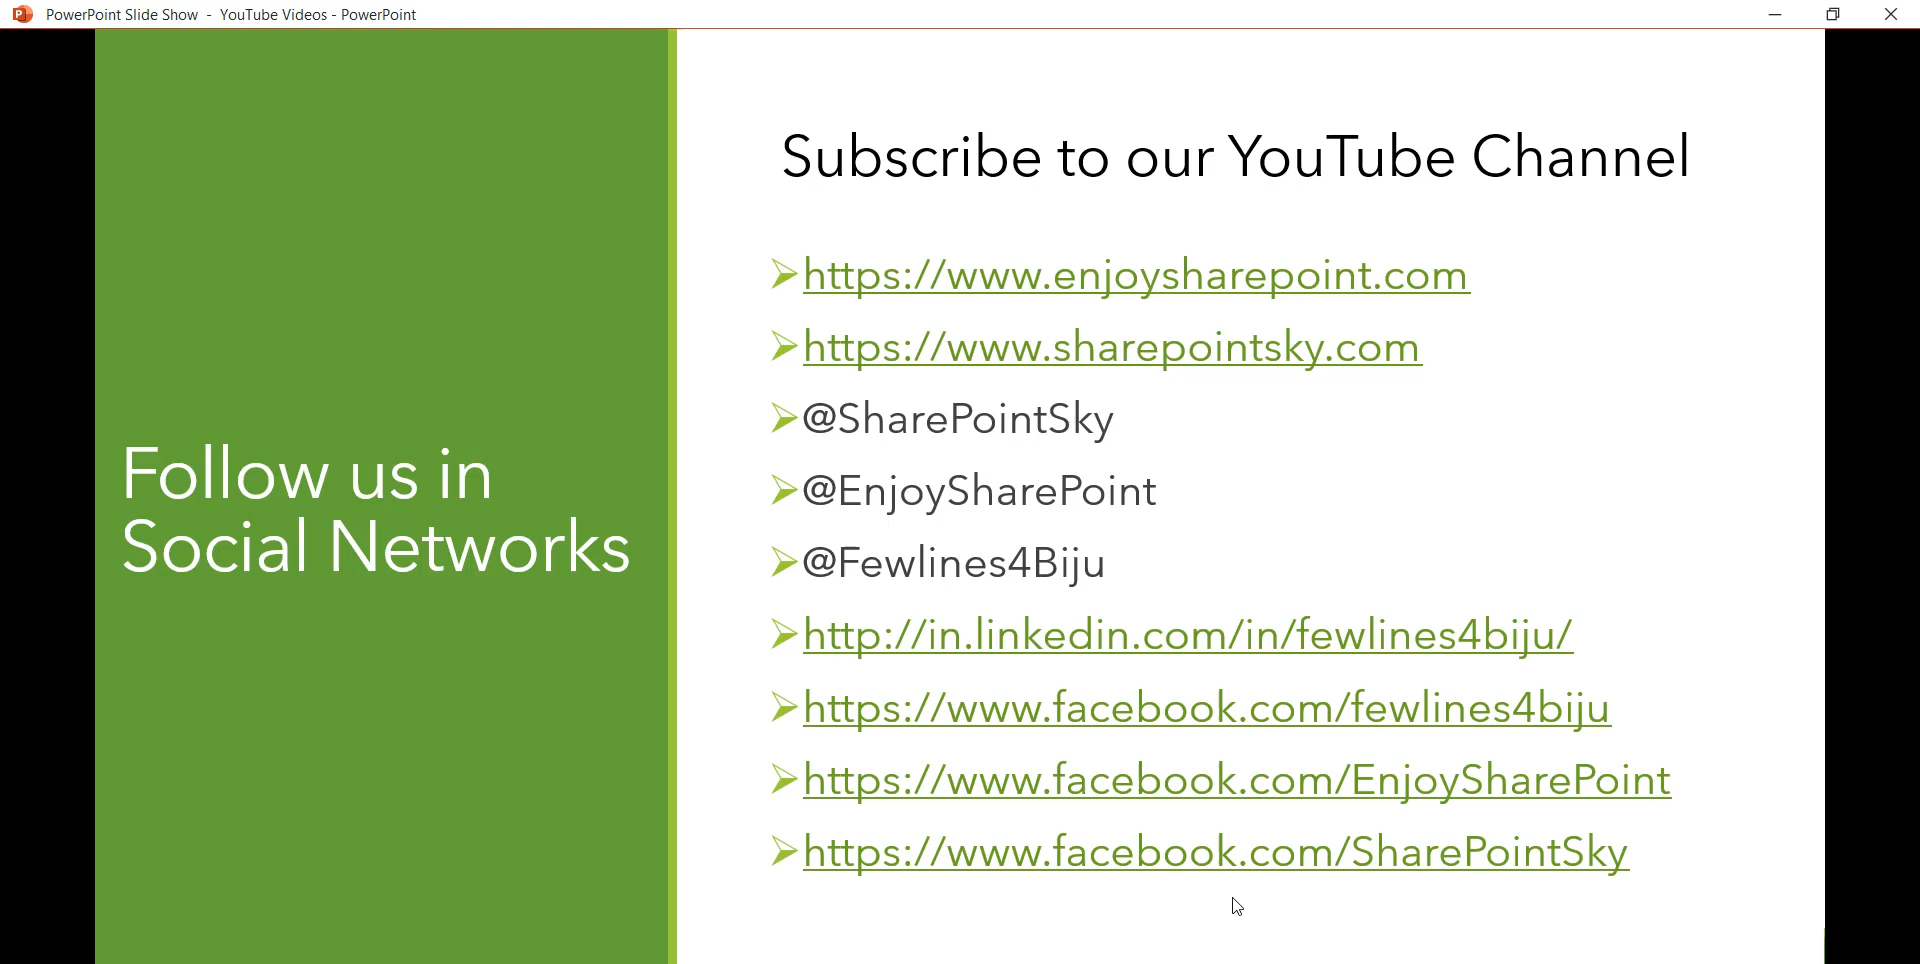 PowerPoint Slide Show - YouTube Videos - PowerPoint
Follow us in
Social Networks
Subscribe to our YouTube Channel
https://www.enjoysharepoint.com
https://www.sharepointsky.com
@SharePointSky
@EnjoySharePoint
@Fewlines4Biju
http://in.linkedin.com/in/fewlines4biju/
https://www.facebook.com/fewlines4biju
https://www.facebook.com/EnjoySharePoint
https://www.facebook.com/SharePointSky